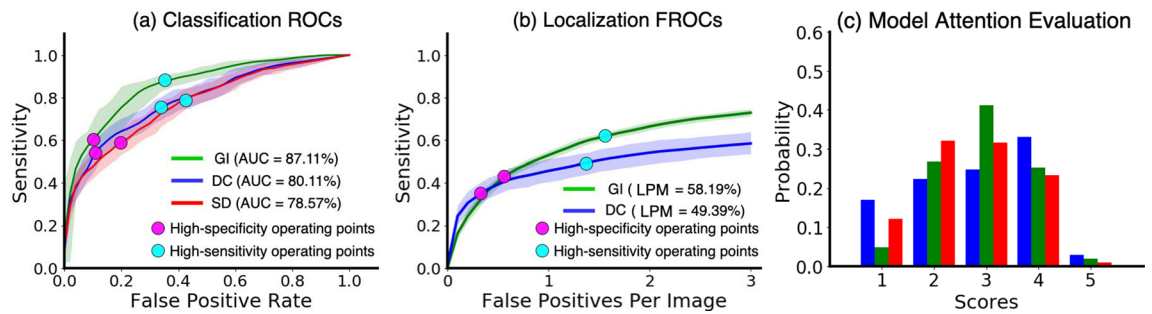 (a) Classification ROCs
1.0
0.8
0.6
0.4
0.2
0.0
Sensitivity
GI (AUC = 87.11%)
DC (AUC = 80.11%)
SD (AUC = 78.57%)
High-specificity operating points
High-sensitivity operating points
0.0 0.2 0.4 0.6 0.8 1.0
False Positive Rate
(b) Localization FROCs
1.0
0.8
0.6
0.4
0.2
0.0
Sensitivity
GI ( LPM = 58.19%)
DC ( LPM = 49.39%)
High-specificity operating points
High-sensitivity operating points
0 1 2 3
False Positives Per Image
(c) Model Attention Evaluation
0.6
0.5
0.4
0.3
0.2
0.1
0.0
Probability
1 2 3 4 5
Scores